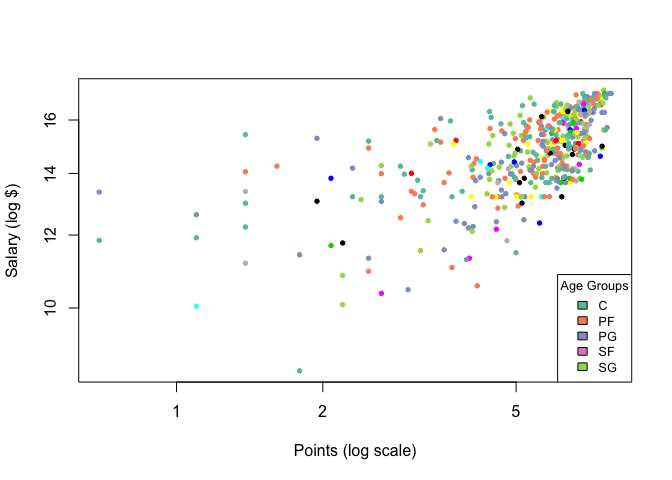 Salary (log $)
16
14
12
10
1
2
5
Points (log scale)
Age Groups
C
PF
PG
SF
SG